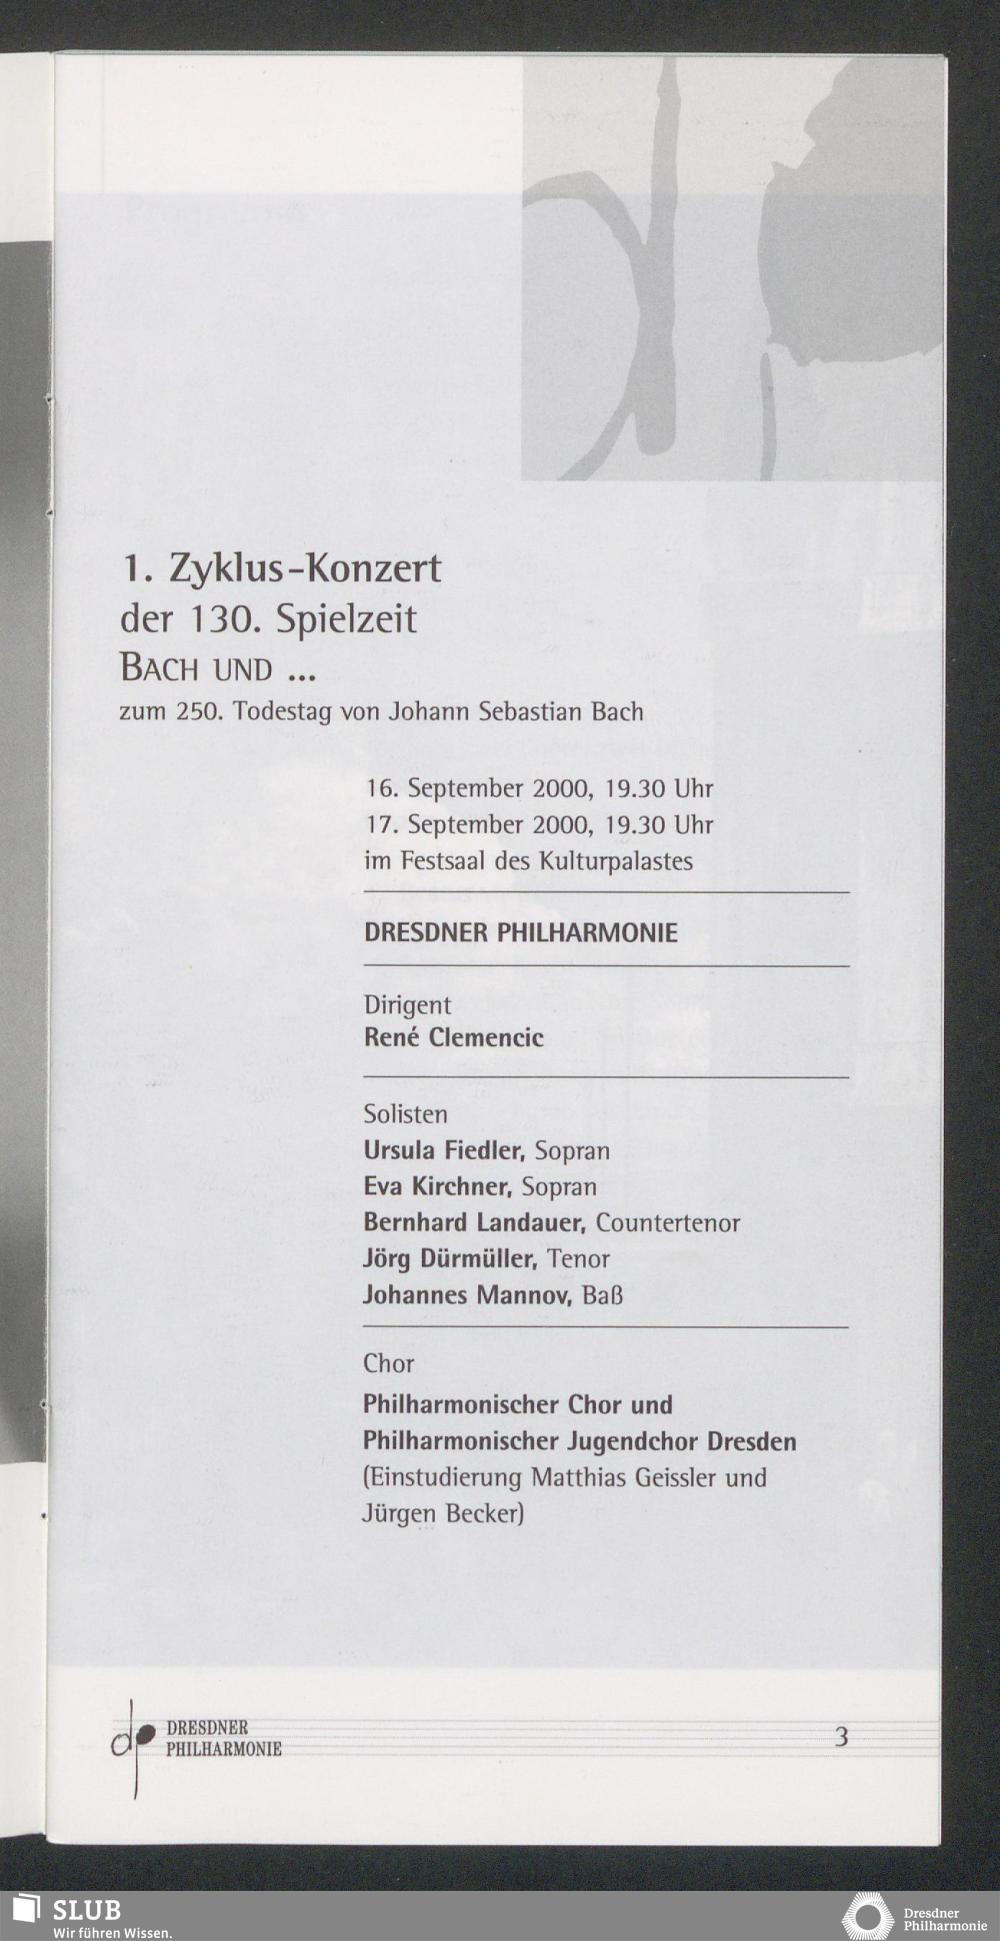 1. Zyklus-Konzert
der 130. Spielzeit
BACH UND ...
zum 250. Todestag von Johann Sebastian Bach
16. September 2000, 19.30 Uhr
17. September 2000, 19.30 Uhr
im Festsaal des Kulturpalastes
DRESDNER PHILHARMONIE
Dirigent
René Clemencic
Solisten
Ursula Fiedler, Sopran
Eva Kirchner, Sopran
Bernhard Landauer, Countertenor
Jörg Dürmüller, Tenor
Johannes Mannov, Baß
Chor
Philharmonischer Chor und
Philharmonischer Jugendchor Dresden
(Einstudierung Matthias Geissler und
Jürgen Becker)
dp DRESDNER
PHILHARMONIE
3
SLUB
Wir führen Wissen.
Dresdner
Philharmonie